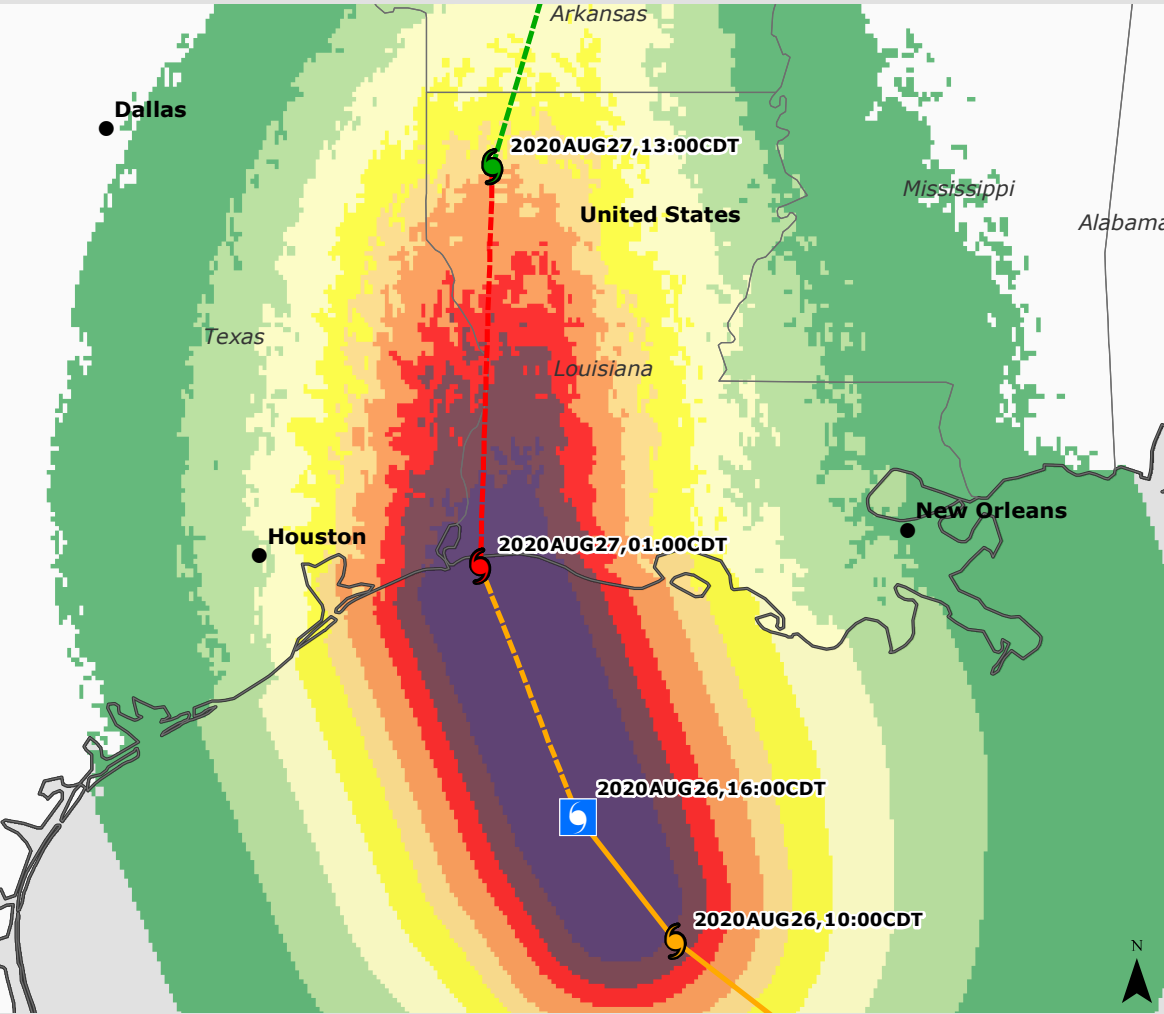 Arkansas
Dallas
2020AUG27,13:00CDT
Mississippi
United States
Alabama
Texas
Louisiana
New Orleans
Houston
2020AUG27,01:00CDT
2020AUG26,16:00CDT
2020AUG26,10:00CDT
N